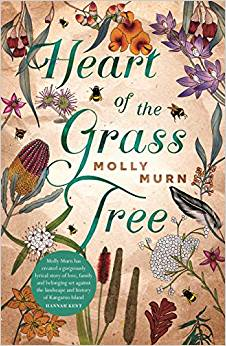 Heart
of the
Grass
MOLLY
MURN
Tree
Molly Murn has
created a gorgeously
lyrical story of love, family
and belonging set against
the landscape and history
of Kangaroo Island
HANNAH KENT